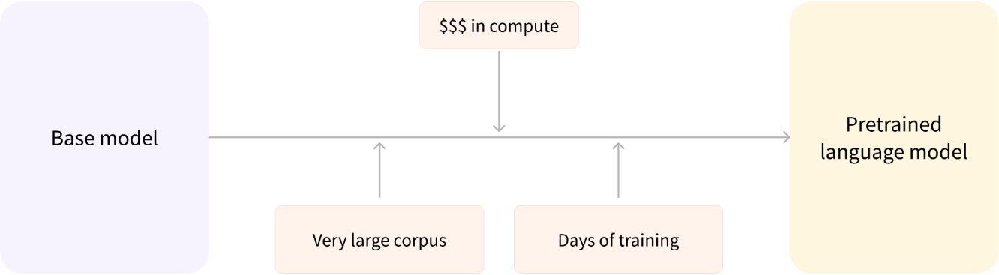 $$$ in compute
Base model
Pretrained
language model
Very large corpus
Days of training